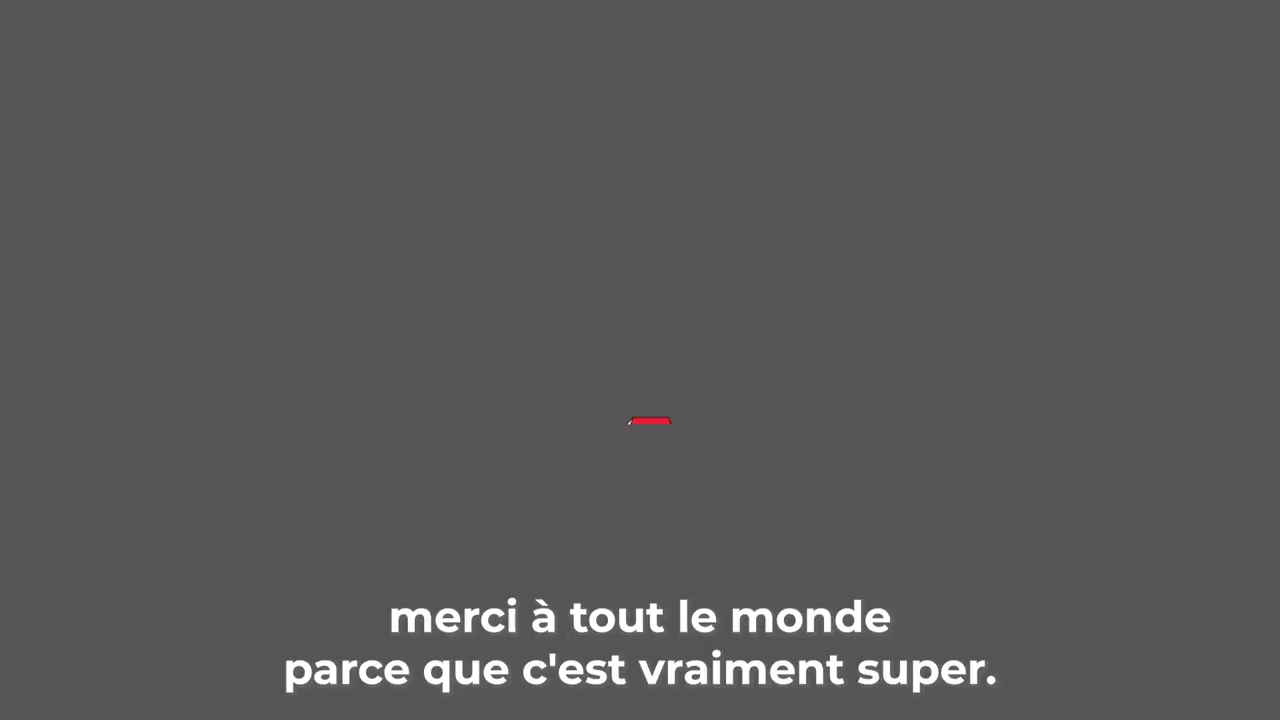 merci à tout le monde
parce que c'est vraiment super.